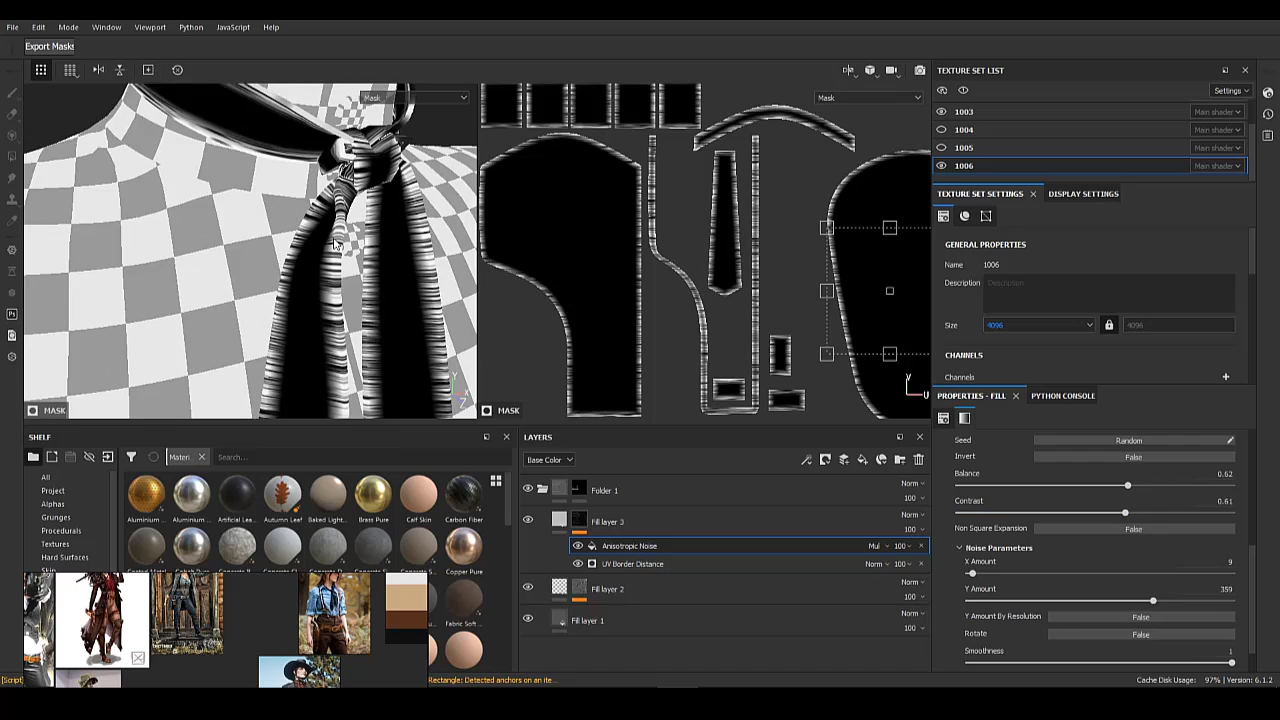 File Edit Mode Window Viewport Python JavaScript Help
Export Masks
Mask
Mask
MASK
MASK
Y
X
Z
V
U
TEXTURE SET LIST
Settings
1003 Main shader
1004 Main shader
1005 Main shader
1006 Main shader
TEXTURE SET SETTINGS DISPLAY SETTINGS
GENERAL PROPERTIES
Name 1006
Description Description
Size 4096 4096
CHANNELS
Channels
PROPERTIES - FILL PYTHON CONSOLE
Seed Random
Invert False
Balance 0.62
Contrast 0.61
Non Square Expansion False
Noise Parameters
X Amount 9
Y Amount 359
Y Amount By Resolution False
Rotate False
Smoothness 1
SHELF
Materi Search...
All
Project
Alphas
Grunges
Procedurals
Textures
Hard Surfaces
Skin
Aluminium ... Aluminium ... Artificial Lea... Autumn Leaf Baked Light... Brass Pure Calf Skin Carbon Fiber
Copper Pure
Fabric Soft ...
LAYERS
Base Color
Folder 1 Norm 100
Fill layer 3 Norm 100
Anisotropic Noise Mul 100
UV Border Distance Norm 100
Fill layer 2 Norm 100
Fill layer 1 Norm 100
[Script] Rectangle: Detected anchors on an ite...
Cache Disk Usage: 97% | Version: 6.1.2